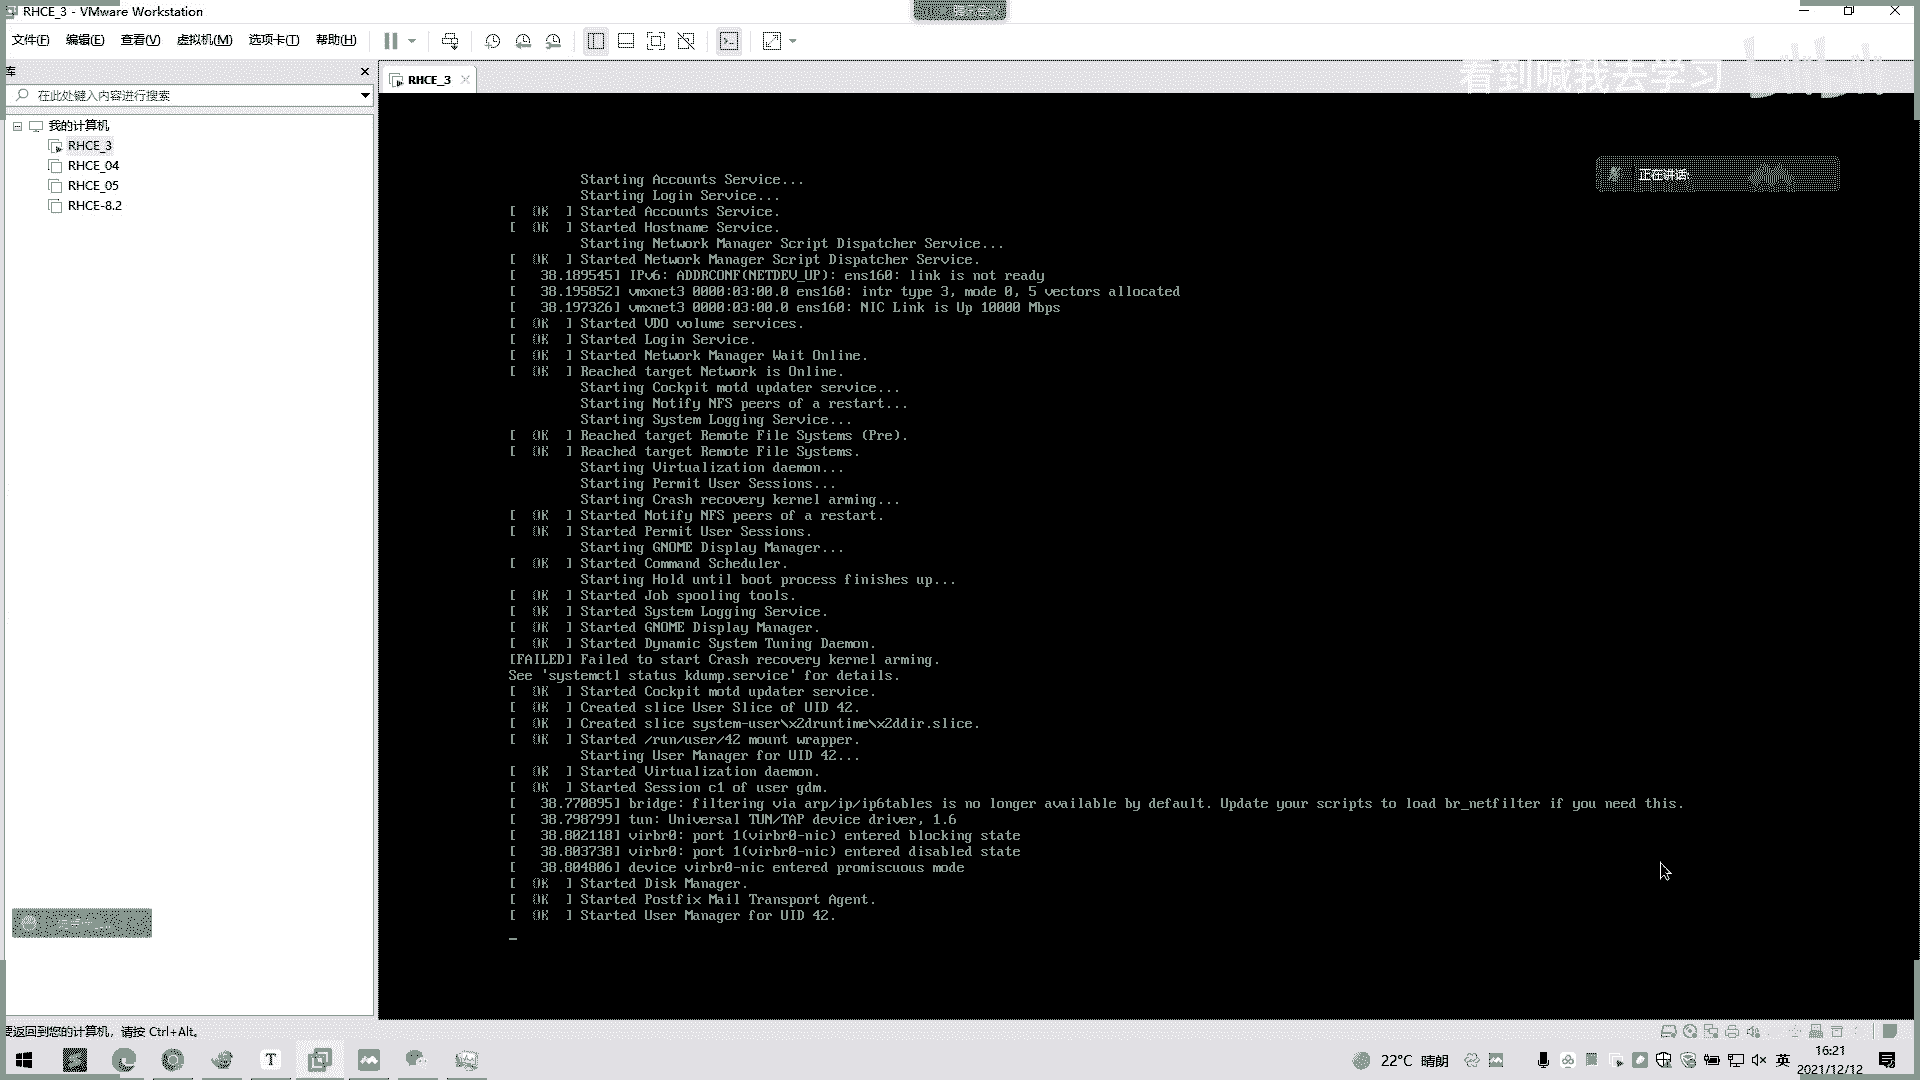 RHCE_3 - VMware Workstation
文件(F) 编辑(E) 查看(V) 虚拟机(M) 选项卡(T) 帮助(H)
库
RHCE_3
看到喊我去学习
bilibili
在此处键入内容进行搜索
我的计算机
RHCE_3
RHCE_04
RHCE_05
RHCE-8.2
正在讲话:
Starting Accounts Service...
Starting Login Service...
[  OK  ] Started Accounts Service.
[  OK  ] Started Hostname Service.
Starting Network Manager Script Dispatcher Service...
[  OK  ] Started Network Manager Script Dispatcher Service.
[   38.189545] IPv6: ADDRCONF(NETDEV_UP): ens160: link is not ready
[   38.195852] vmxnet3 0000:03:00.0 ens160: intr type 3, mode 0, 5 vectors allocated
[   38.197326] vmxnet3 0000:03:00.0 ens160: NIC Link is Up 10000 Mbps
[  OK  ] Started VDO volume services.
[  OK  ] Started Login Service.
[  OK  ] Started Network Manager Wait Online.
[  OK  ] Reached target Network is Online.
Starting Cockpit motd updater service...
Starting Notify NFS peers of a restart...
Starting System Logging Service...
[  OK  ] Reached target Remote File Systems (Pre).
[  OK  ] Reached target Remote File Systems.
Starting Virtualization daemon...
Starting Permit User Sessions...
Starting Crash recovery kernel arming...
[  OK  ] Started Notify NFS peers of a restart.
[  OK  ] Started Permit User Sessions.
Starting GNOME Display Manager...
[  OK  ] Started Command Scheduler.
Starting Hold until boot process finishes up...
[  OK  ] Started Job spooling tools.
[  OK  ] Started System Logging Service.
[  OK  ] Started GNOME Display Manager.
[  OK  ] Started Dynamic System Tuning Daemon.
[FAILED] Failed to start Crash recovery kernel arming.
See 'systemctl status kdump.service' for details.
[  OK  ] Started Cockpit motd updater service.
[  OK  ] Created slice User Slice of UID 42.
[  OK  ] Created slice system-user\x2druntime\x2ddir.slice.
[  OK  ] Started /run/user/42 mount wrapper.
Starting User Manager for UID 42...
[  OK  ] Started Virtualization daemon.
[  OK  ] Started Session c1 of user gdm.
[   38.770895] bridge: filtering via arp/ip/ip6tables is no longer available by default. Update your scripts to load br_netfilter if you need this.
[   38.798799] tun: Universal TUN/TAP device driver, 1.6
[   38.802118] virbr0: port 1(virbr0-nic) entered blocking state
[   38.803738] virbr0: port 1(virbr0-nic) entered disabled state
[   38.804806] device virbr0-nic entered promiscuous mode
[  OK  ] Started Disk Manager.
[  OK  ] Started Postfix Mail Transport Agent.
[  OK  ] Started User Manager for UID 42.
要返回到您的计算机，请按 Ctrl+Alt。
22°C 晴朗
英
16:21
2021/12/12